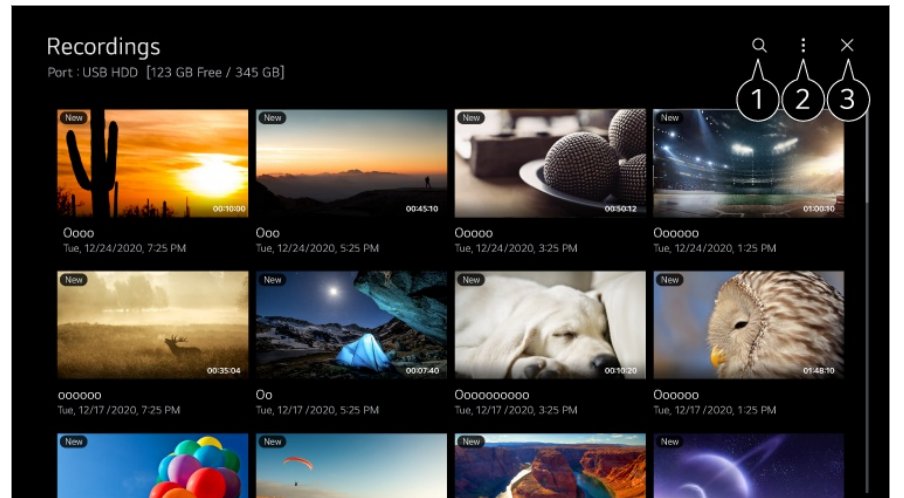 Recordings
Port : USB HDD [123 GB Free / 345 GB]
1 2 3
New New New New
00:10:00 00:45:10 00:50:12 01:00:10
Oooo Ooo Ooooo Oooooo
Tue, 12/24/2020, 7:25 PM Tue, 12/24/2020, 5:25 PM Tue, 12/24/2020, 3:25 PM Tue, 12/24/2020, 1:25 PM
New New New New
00:35:04 00:07:40 00:10:20 01:48:10
oooooo Oo Oooooooooo Oooooo
Tue, 12/17 /2020, 7:25 PM Tue, 12/17 /2020, 5:25 PM Tue, 12/17 /2020, 3:25 PM Tue, 12/17 /2020, 1:25 PM
New New New New